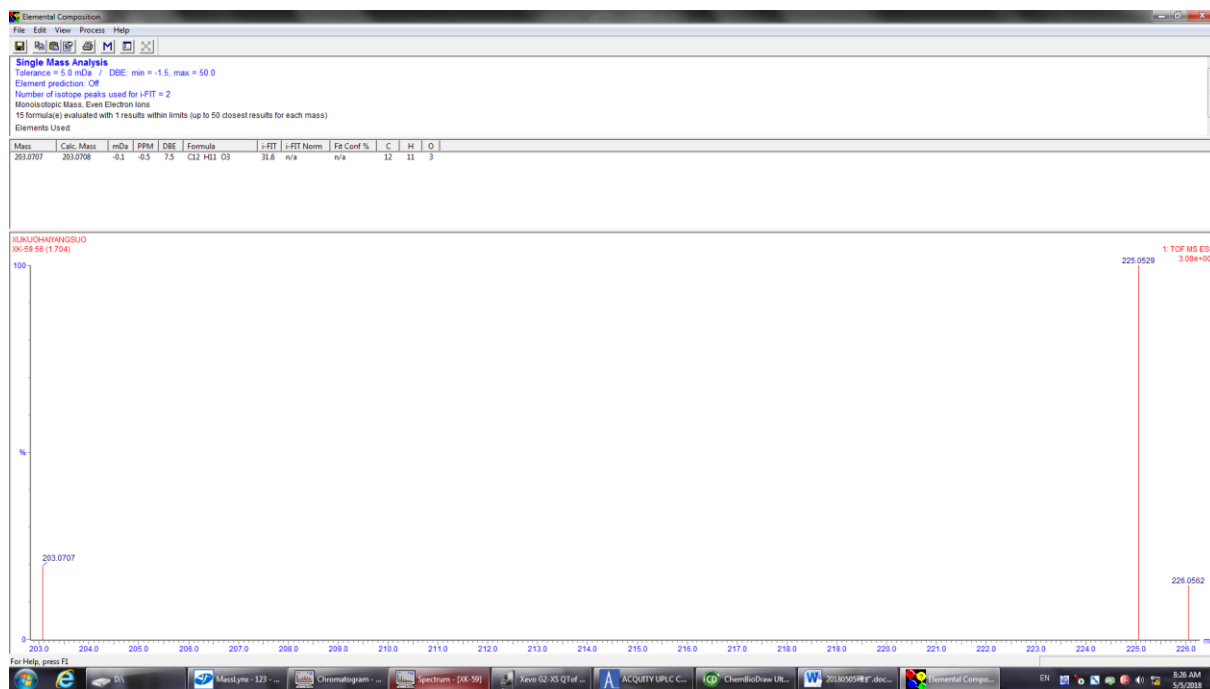 Elemental Composition
File Edit View Process Help
Single Mass Analysis
Tolerance = 5.0 mDa / DBE: min = -1.5, max = 50.0
Element prediction: Off
Number of isotope peaks used for i-FIT = 2
Monoisotopic Mass, Even Electron Ions
15 formula(e) evaluated with 1 results within limits (up to 50 closest results for each mass)
Elements Used:
Mass Calc. Mass mDa PPM DBE Formula i-FIT i-FIT Norm Fit Conf % C H O
203.0707 203.0708 -0.1 -0.5 7.5 C12 H11 O3 31.6 n/a n/a 12 11 3
XUKUOHAIYANGSUO
XK-59 56 (1.704)
1: TOF MS ES
3.09e+00
100
%
0
225.0529
203.0707
226.0562
203.0 204.0 205.0 206.0 207.0 208.0 209.0 210.0 211.0 212.0 213.0 214.0 215.0 216.0 217.0 218.0 219.0 220.0 221.0 222.0 223.0 224.0 225.0 226.0 m
For Help, press F1
D:\ MassLynx - 123 - ... Chromatogram - ... Spectrum - [XK-59] Xevo G2-XS QTof ... ACQUITY UPLC C... ChemBioDraw Ult... Elemental Compo... EN 8:26 AM
5/5/2018